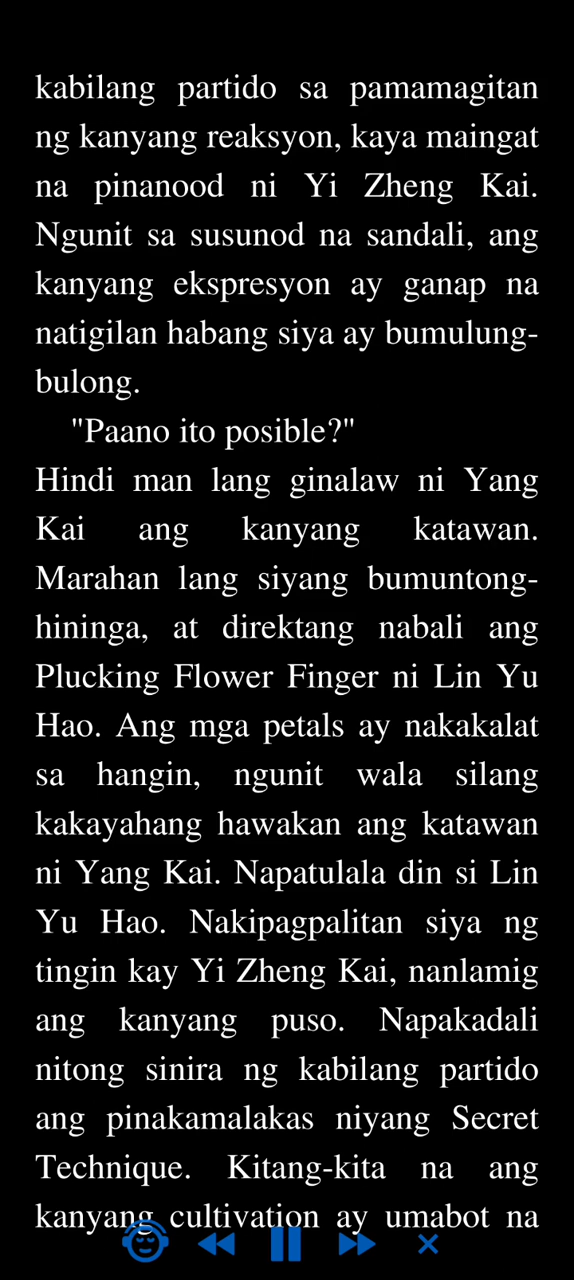 kabilang partido sa pamamagitan
ng kanyang reaksyon, kaya maingat
na pinanood ni Yi Zheng Kai.
Ngunit sa susunod na sandali, ang
kanyang ekspresyon ay ganap na
natigilan habang siya ay bumulung-
bulong.
"Paano ito posible?"
Hindi man lang ginalaw ni Yang
Kai ang kanyang katawan.
Marahan lang siyang bumuntong-
hininga, at direktang nabali ang
Plucking Flower Finger ni Lin Yu
Hao. Ang mga petals ay nakakalat
sa hangin, ngunit wala silang
kakayahang hawakan ang katawan
ni Yang Kai. Napatulala din si Lin
Yu Hao. Nakipagpalitan siya ng
tingin kay Yi Zheng Kai, nanlamig
ang kanyang puso. Napakadali
nitong sinira ng kabilang partido
ang pinakamalakas niyang Secret
Technique. Kitang-kita na ang
kanyang cultivation ay umabot na